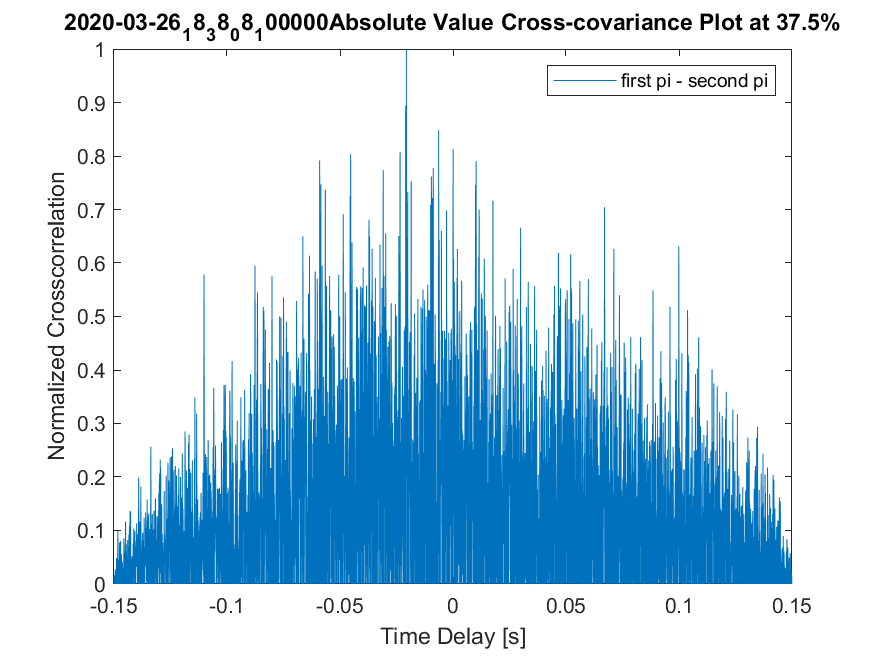 2020-03-26₁8₃8₀8₁00000Absolute Value Cross-covariance Plot at 37.5%
first pi - second pi
Normalized Crosscorrelation
1
0.9
0.8
0.7
0.6
0.5
0.4
0.3
0.2
0.1
0
-0.15 -0.1 -0.05 0 0.05 0.1 0.15
Time Delay [s]